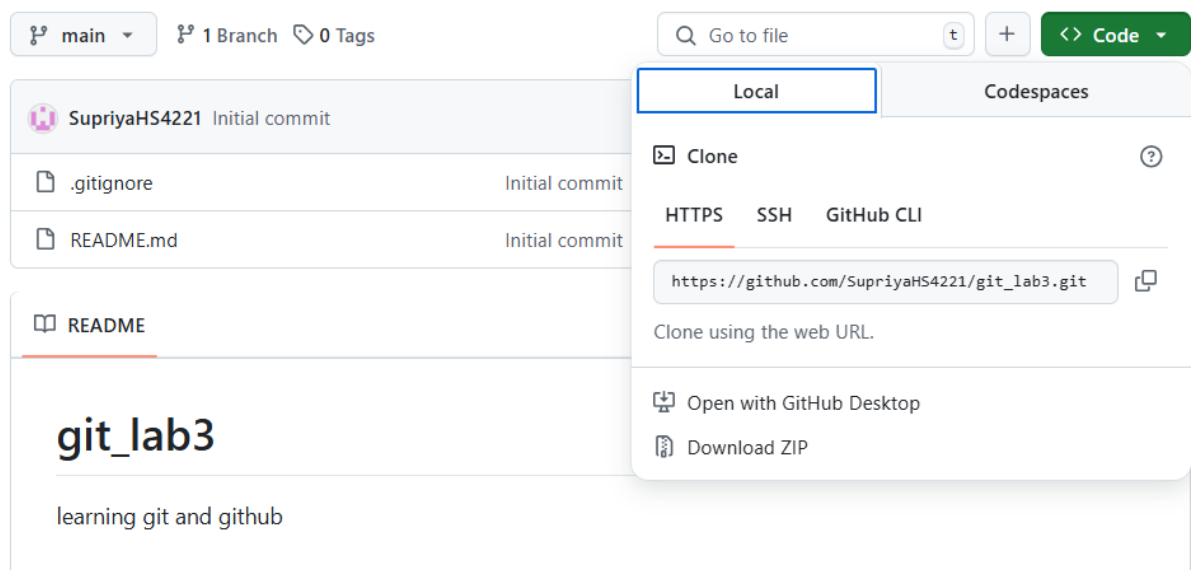 main 1 Branch 0 Tags Go to file t Code
Local Codespaces
SupriyaHS4221 Initial commit
.gitignore Initial commit
README.md Initial commit
Clone
HTTPS SSH GitHub CLI
https://github.com/SupriyaHS4221/git_lab3.git
Clone using the web URL.
Open with GitHub Desktop
Download ZIP
README
git_lab3
learning git and github